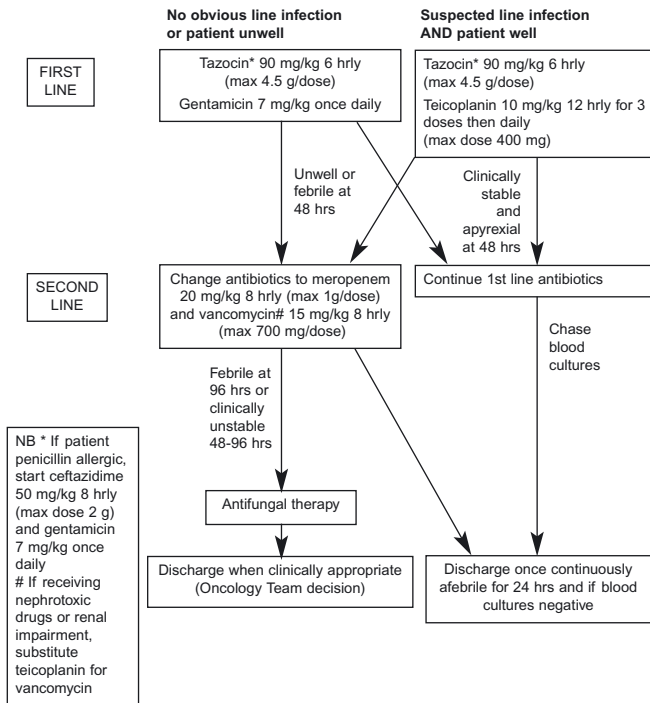 No obvious line infection
or patient unwell
Suspected line infection
AND patient well
FIRST
LINE
Tazocin* 90 mg/kg 6 hrly
(max 4.5 g/dose)
Gentamicin 7 mg/kg once daily
Tazocin* 90 mg/kg 6 hrly
(max 4.5 g/dose)
Teicoplanin 10 mg/kg 12 hrly for 3
doses then daily
(max dose 400 mg)
Unwell or
febrile at
48 hrs
Clinically
stable
and
apyrexial
at 48 hrs
SECOND
LINE
Change antibiotics to meropenem
20 mg/kg 8 hrly (max 1g/dose)
and vancomycin# 15 mg/kg 8 hrly
(max 700 mg/dose)
Continue 1st line antibiotics
Febrile at
96 hrs or
clinically
unstable
48-96 hrs
Chase
blood
cultures
NB * If patient
penicillin allergic,
start ceftazidime
50 mg/kg 8 hrly
(max dose 2 g)
and gentamicin
7 mg/kg once
daily
# If receiving
nephrotoxic
drugs or renal
impairment,
substitute
teicoplanin for
vancomycin
Antifungal therapy
Discharge when clinically appropriate
(Oncology Team decision)
Discharge once continuously
afebrile for 24 hrs and if blood
cultures negative